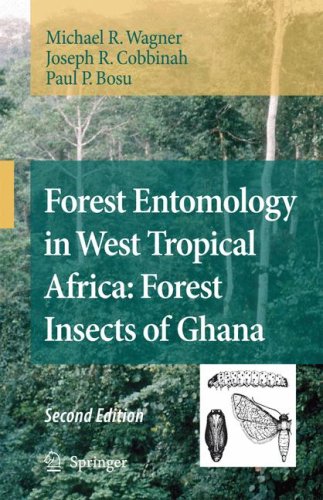 Michael R. Wagner
Joseph R. Cobbinah
Paul P. Bosu
Forest Entomology
in West Tropical
Africa: Forest
Insects of Ghana
Second Edition
Springer